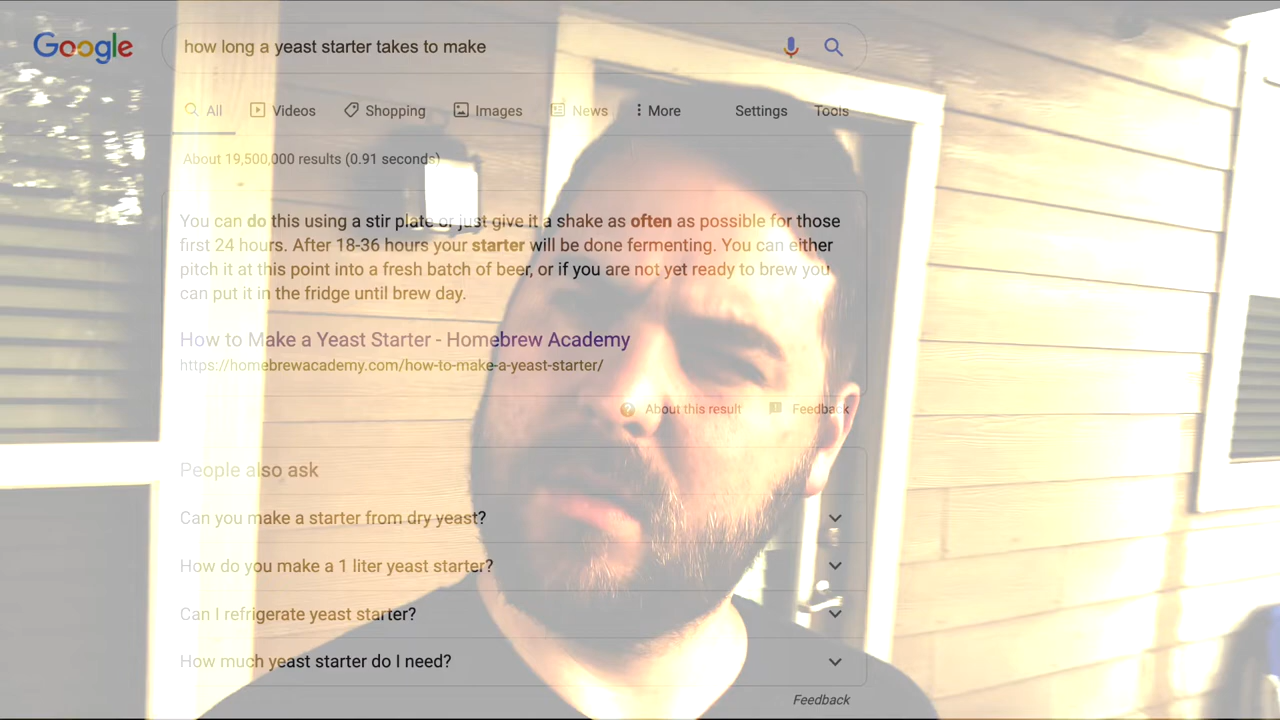 Google
how long a yeast starter takes to make
All Videos Shopping Images News More Settings Tools
About 19,500,000 results (0.91 seconds)
You can do this using a stir plate or just give it a shake as often as possible for those
first 24 hours. After 18-36 hours your starter will be done fermenting. You can either
pitch it at this point into a fresh batch of beer, or if you are not yet ready to brew you
can put it in the fridge until brew day.
How to Make a Yeast Starter - Homebrew Academy
https://homebrewacademy.com/how-to-make-a-yeast-starter/
About this result Feedback
People also ask
Can you make a starter from dry yeast?
How do you make a 1 liter yeast starter?
Can I refrigerate yeast starter?
How much yeast starter do I need?
Feedback